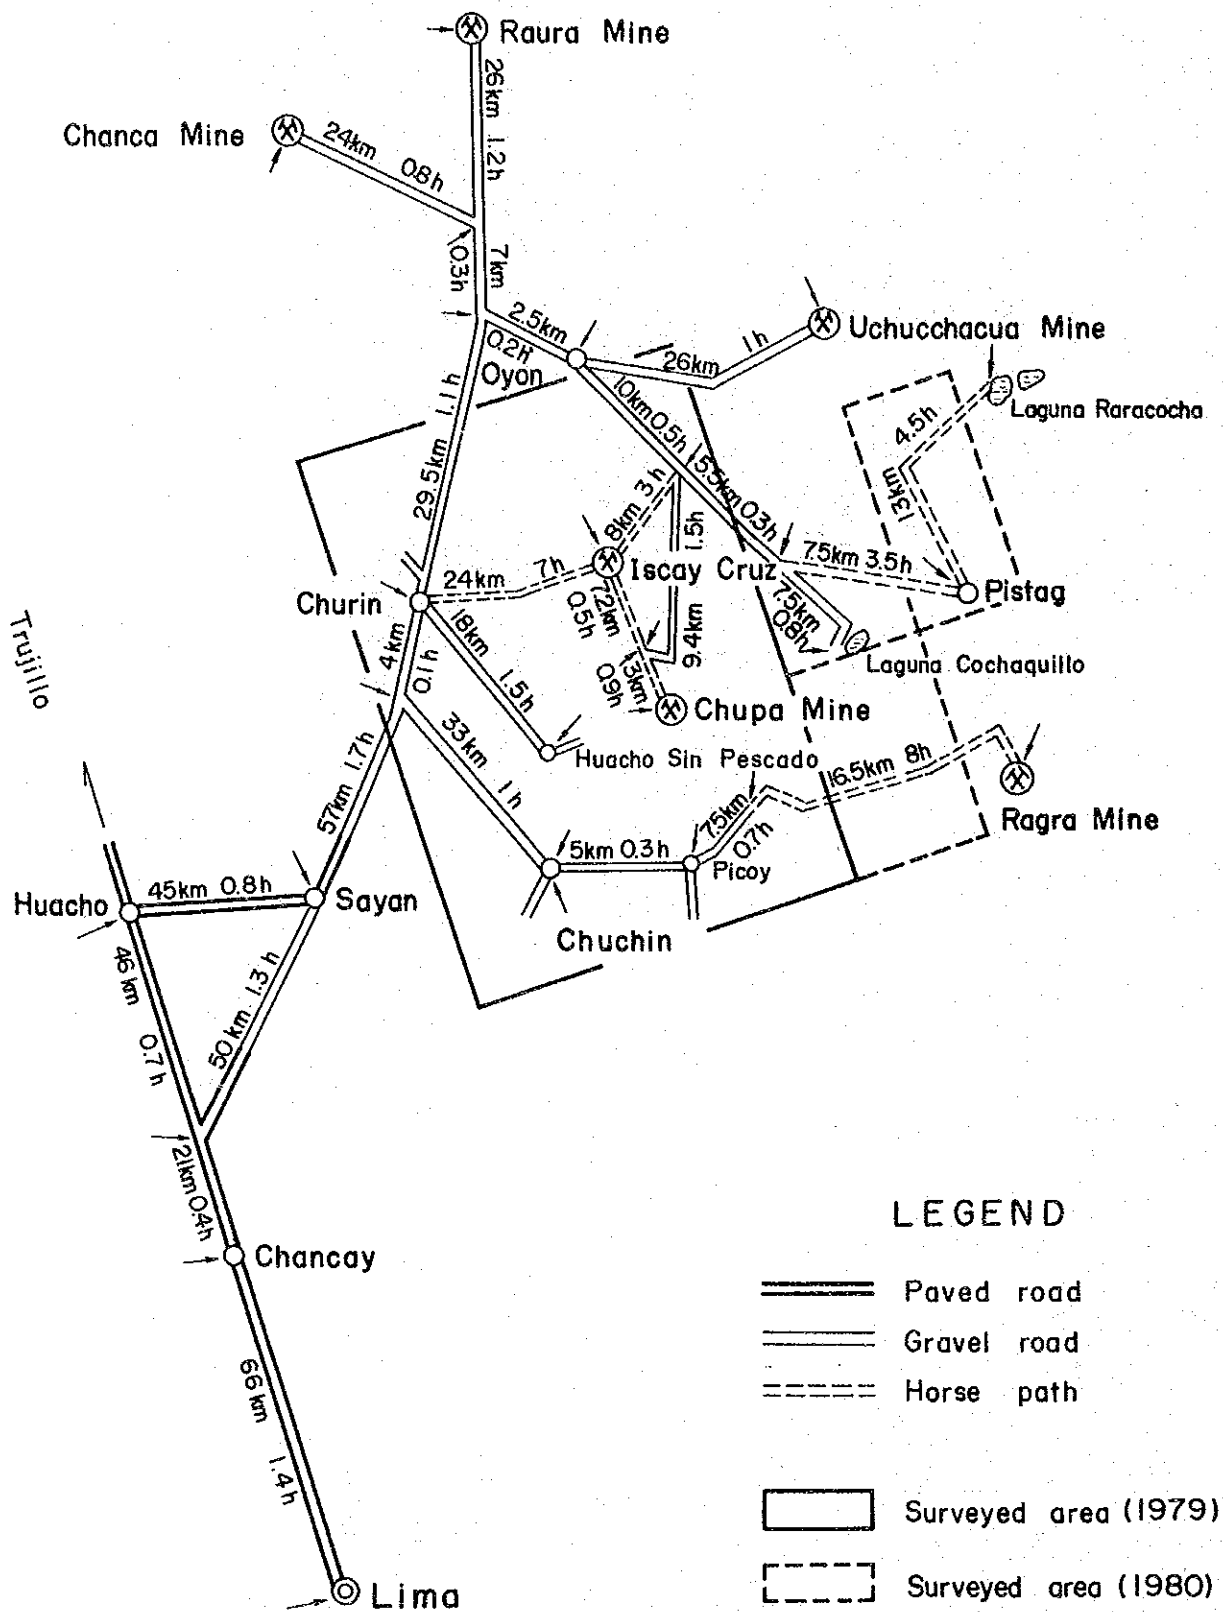 Raura Mine
26km 1.2h
Chanca Mine
24km 0.8h
0.3h 7km
2.5km
0.2h
Oyon
26km 1h
Uchucchacua Mine
Laguna Raracocha
4.5h
13km
10km 0.5h
15.5km 0.3h
29.5km 1.1h
8km 3h
1.5h
9.4km
7.5km 3.5h
Pistag
Iscay Cruz
24km 7h
Churin
7.5km
0.8h
Laguna Cochaquillo
7.2km
0.5h
18km 1.5h
4km
0.1h
13km
0.9h
Chupa Mine
Trujillo
33km 1h
Huacho Sin Pescado
57km 1.7h
16.5km 8h
Ragra Mine
7.5km
0.7h
5km 0.3h
Picoy
Chuchin
45km 0.8h
Huacho
Sayan
46km 0.7h
50km 1.3h
21km 0.4h
Chancay
66km 1.4h
Lima
LEGEND
Paved road
Gravel road
Horse path
Surveyed area (1979)
Surveyed area (1980)